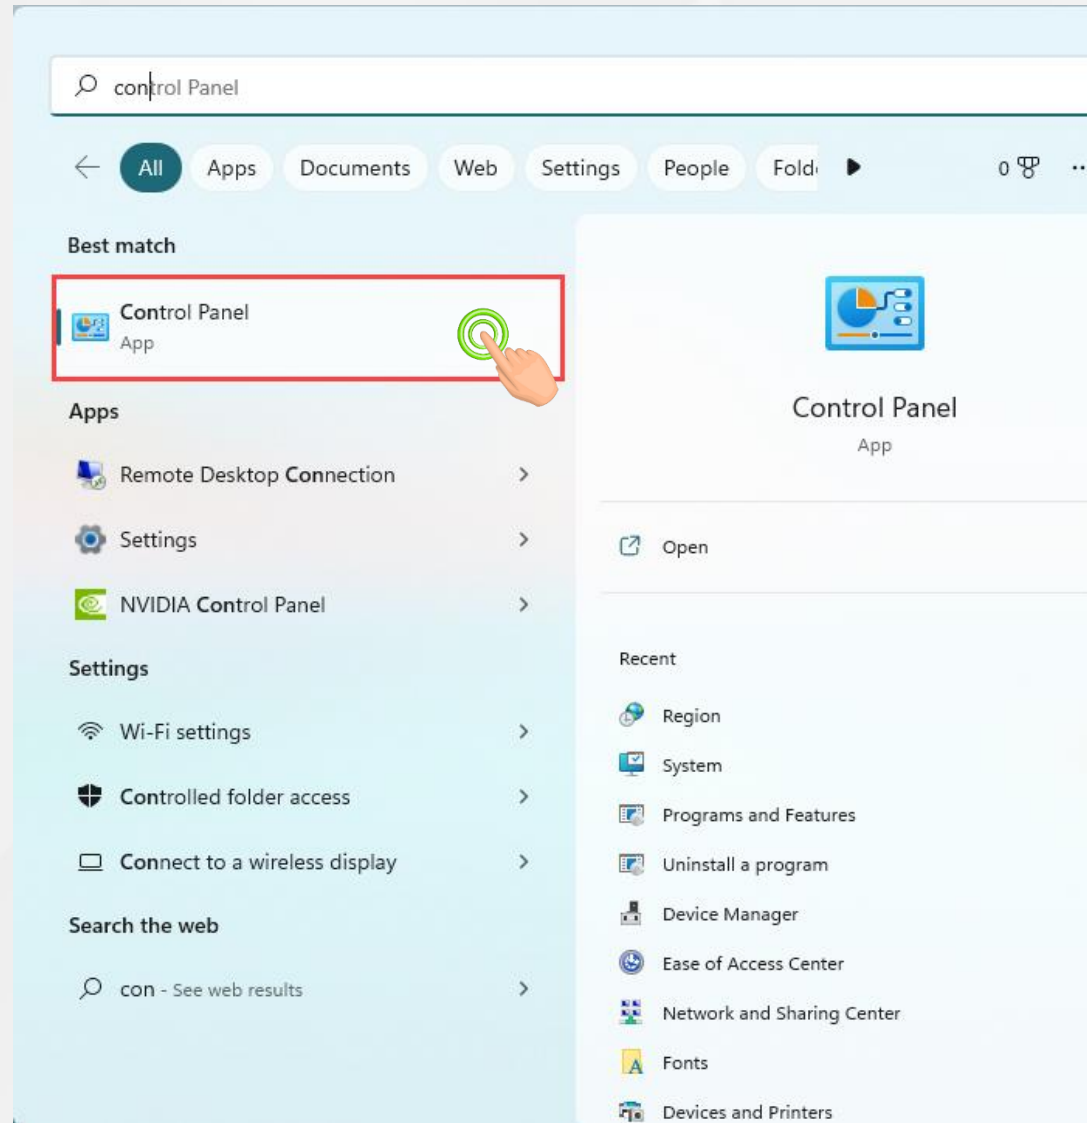 control Panel
All Apps Documents Web Settings People Fold 0
Best match
Control Panel
App
Apps
Remote Desktop Connection
Settings
NVIDIA Control Panel
Settings
Wi-Fi settings
Controlled folder access
Connect to a wireless display
Search the web
con - See web results
Control Panel
App
Open
Recent
Region
System
Programs and Features
Uninstall a program
Device Manager
Ease of Access Center
Network and Sharing Center
Fonts
Devices and Printers